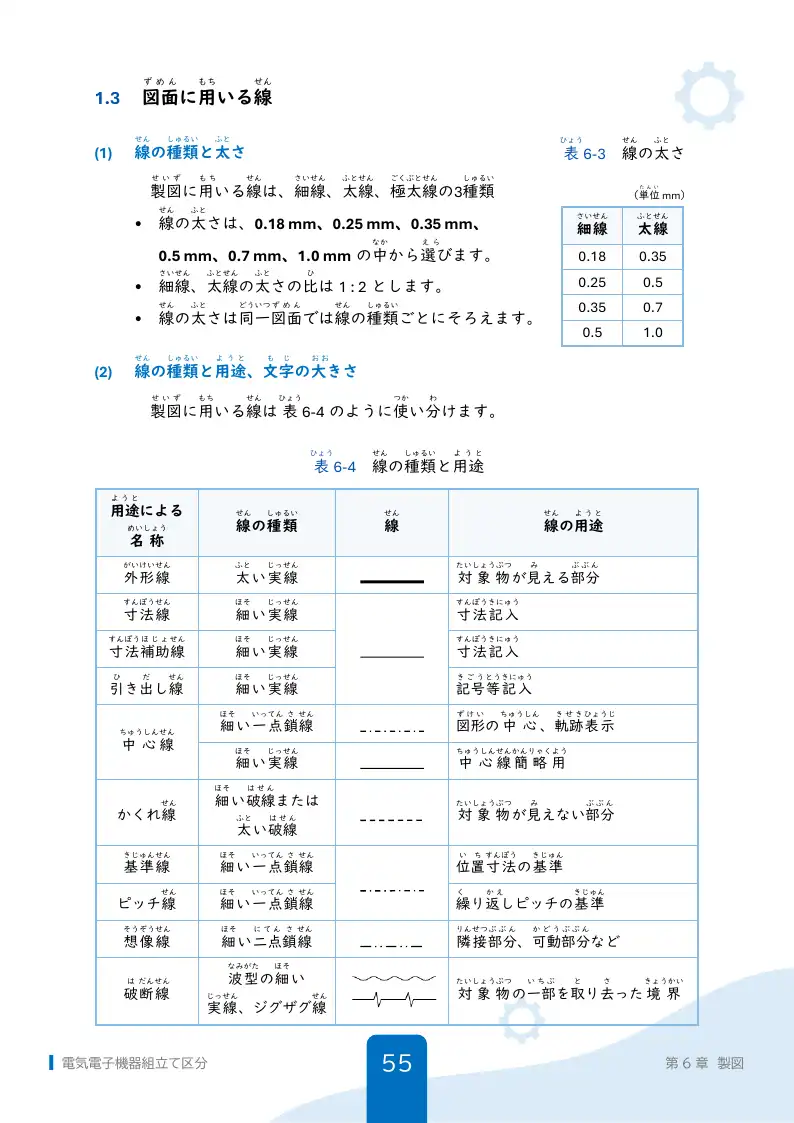 1.3 図面に用いる線
(1) 線の種類と太さ
製図に用いる線は、細線、太線、極太線の3種類
• 線の太さは、0.18 mm、0.25 mm、0.35 mm、
0.5 mm、0.7 mm、1.0 mm の中から選びます。
• 細線、太線の太さの比は 1 : 2 とします。
• 線の太さは同一図面では線の種類ごとにそろえます。
表 6-3 線の太さ
（単位 mm）
細線 太線
0.18 0.35
0.25 0.5
0.35 0.7
0.5 1.0
(2) 線の種類と用途、文字の大きさ
製図に用いる線は 表 6-4 のように使い分けます。
表 6-4 線の種類と用途
用途による
名称
線の種類
線
線の用途
外形線 太い実線 対象物が見える部分
寸法線 細い実線 寸法記入
寸法補助線 細い実線 寸法記入
引き出し線 細い実線 記号等記入
中心線
細い一点鎖線 図形の中心、軌跡表示
細い実線 中心線簡略用
かくれ線
細い破線または
太い破線
対象物が見えない部分
基準線 細い一点鎖線 位置寸法の基準
ピッチ線 細い一点鎖線 繰り返しピッチの基準
想像線 細い二点鎖線 隣接部分、可動部分など
破断線
波型の細い
実線、ジグザグ線
対象物の一部を取り去った境界
電気電子機器組立て区分
55
第 6 章 製図